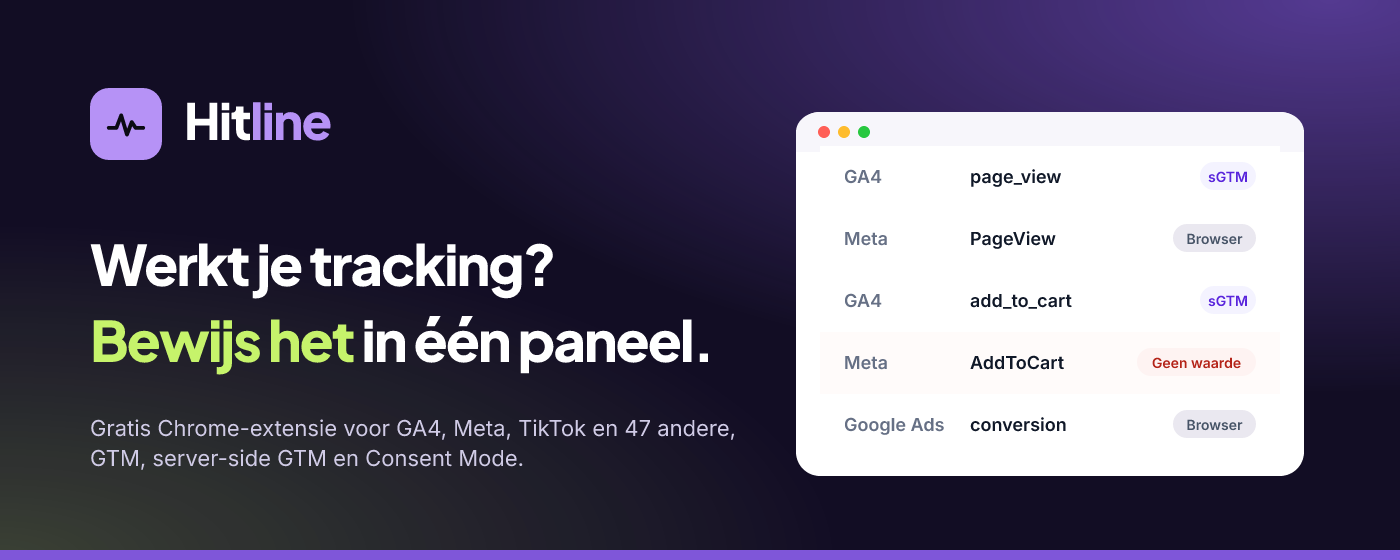 Hitline
Werkt je tracking?
Bewijs het in één paneel.
Gratis Chrome-extensie voor GA4, Meta, TikTok en 47 andere,
GTM, server-side GTM en Consent Mode.
GA4 page_view sGTM
Meta PageView Browser
GA4 add_to_cart sGTM
Meta AddToCart Geen waarde
Google Ads conversion Browser